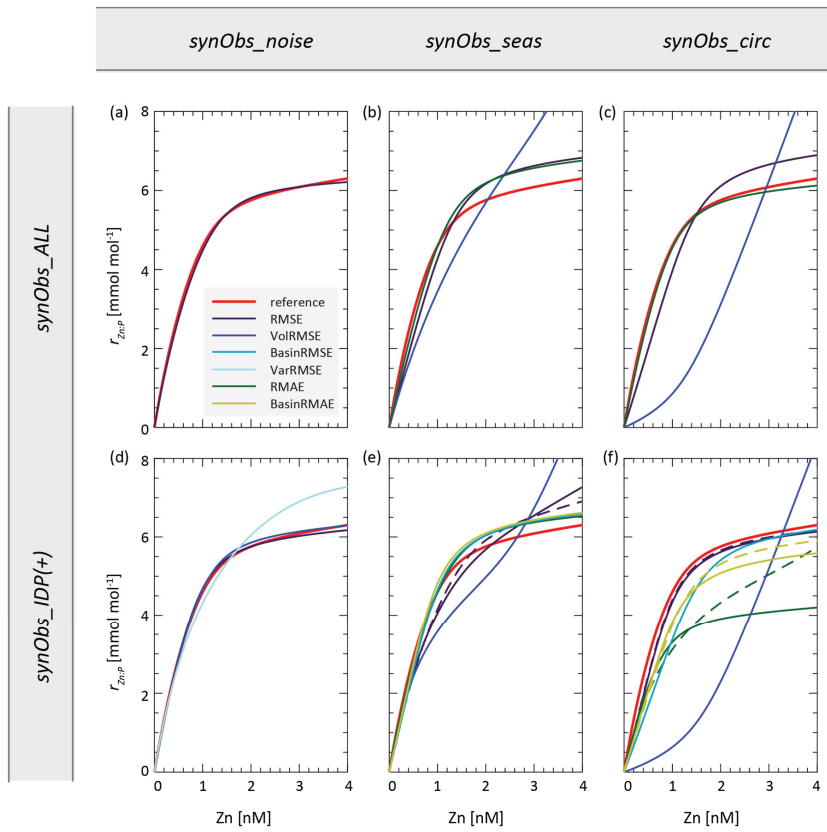 synObs_noise synObs_seas synObs_circ
synObs_ALL
synObs_IDP(+)
(a) (b) (c)
8
6
4
2
0
r_Zn:P [mmol mol⁻¹]
reference
RMSE
VolRMSE
BasinRMSE
VarRMSE
RMAE
BasinRMAE
(d) (e) (f)
8
6
4
2
0
r_Zn:P [mmol mol⁻¹]
0 1 2 3 4 0 1 2 3 4 0 1 2 3 4
Zn [nM] Zn [nM] Zn [nM]